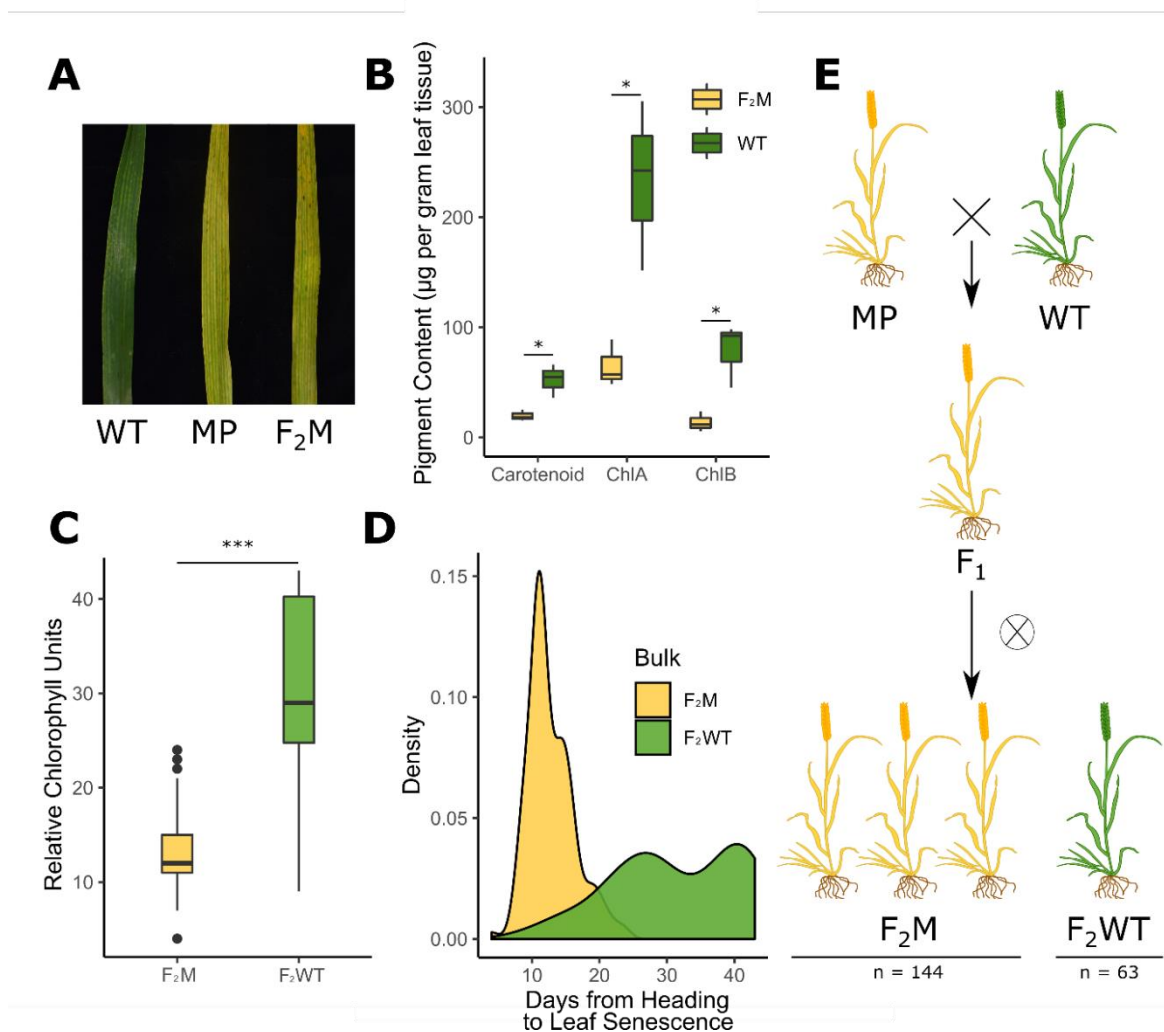 A
WT MP F₂M
B
Pigment Content (µg per gram leaf tissue)
300
200
100
0
*
*
*
F₂M
WT
Carotenoid ChlA ChlB
C
Relative Chlorophyll Units
40
30
20
10
***
F₂M F₂WT
D
Density
0.15
0.10
0.05
0.00
Bulk
F₂M
F₂WT
10 20 30 40
Days from Heading
to Leaf Senescence
E
MP WT
F₁
F₂M F₂WT
n = 144 n = 63